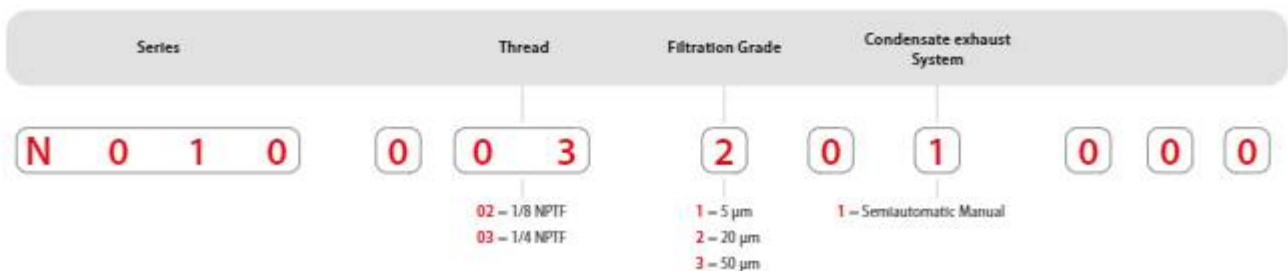 Series Thread Filtration Grade Condensate exhaust System
N 0 1 0 0 0 3 2 0 1 0 0 0
02 – 1/8 NPTF 1 – 5 µm 1 – Semiautomatic Manual
03 – 1/4 NPTF 2 – 20 µm
3 – 50 µm